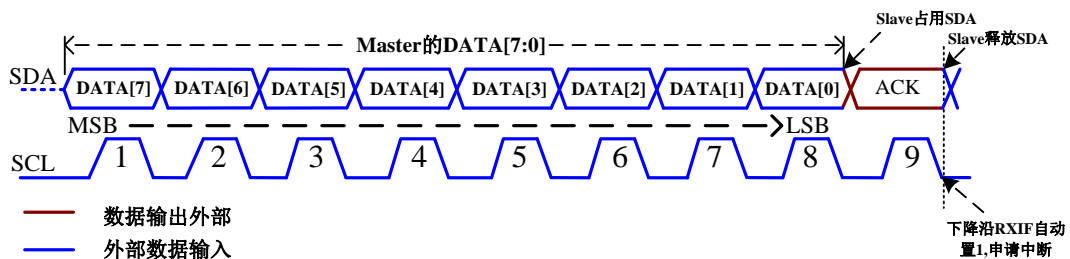 Slave占用SDA
Master的DATA[7:0]
Slave释放SDA
SDA
DATA[7] DATA[6] DATA[5] DATA[4] DATA[3] DATA[2] DATA[1] DATA[0] ACK
MSB LSB
SCL 1 2 3 4 5 6 7 8 9
数据输出外部
外部数据输入
下降沿RXIF自动
置1,申请中断